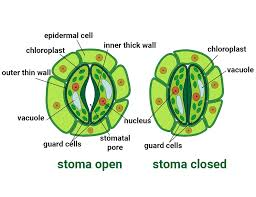 epidermal cell
chloroplast
inner thick wall
outer thin wall
vacuole
guard cells
stomatal
pore
stoma open
chloroplast
vacuole
nucleus
guard cells
stoma closed